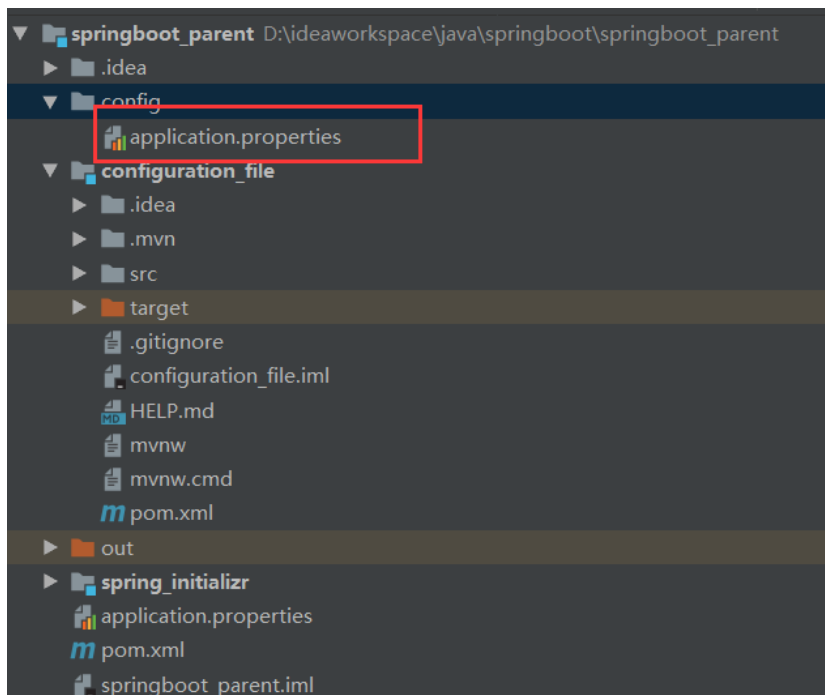 springboot_parent D:\ideaworkspace\java\springboot\springboot_parent
.idea
config
application.properties
configuration_file
.idea
.mvn
src
target
.gitignore
configuration_file.iml
MD HELP.md
mvnw
mvnw.cmd
m pom.xml
out
spring_initializr
application.properties
m pom.xml
springboot_parent.iml